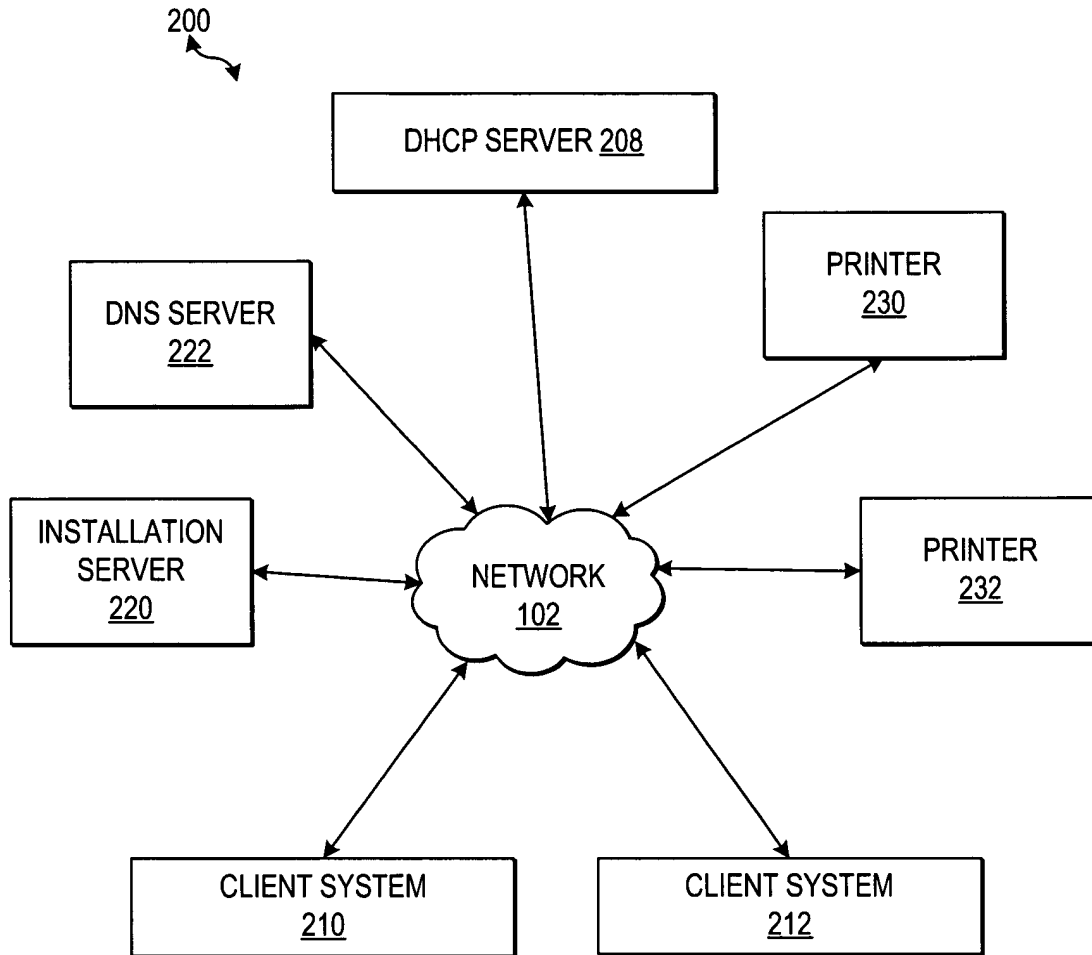 200
DHCP SERVER 208
PRINTER
230
DNS SERVER
222
INSTALLATION
SERVER
220
NETWORK
102
PRINTER
232
CLIENT SYSTEM
210
CLIENT SYSTEM
212